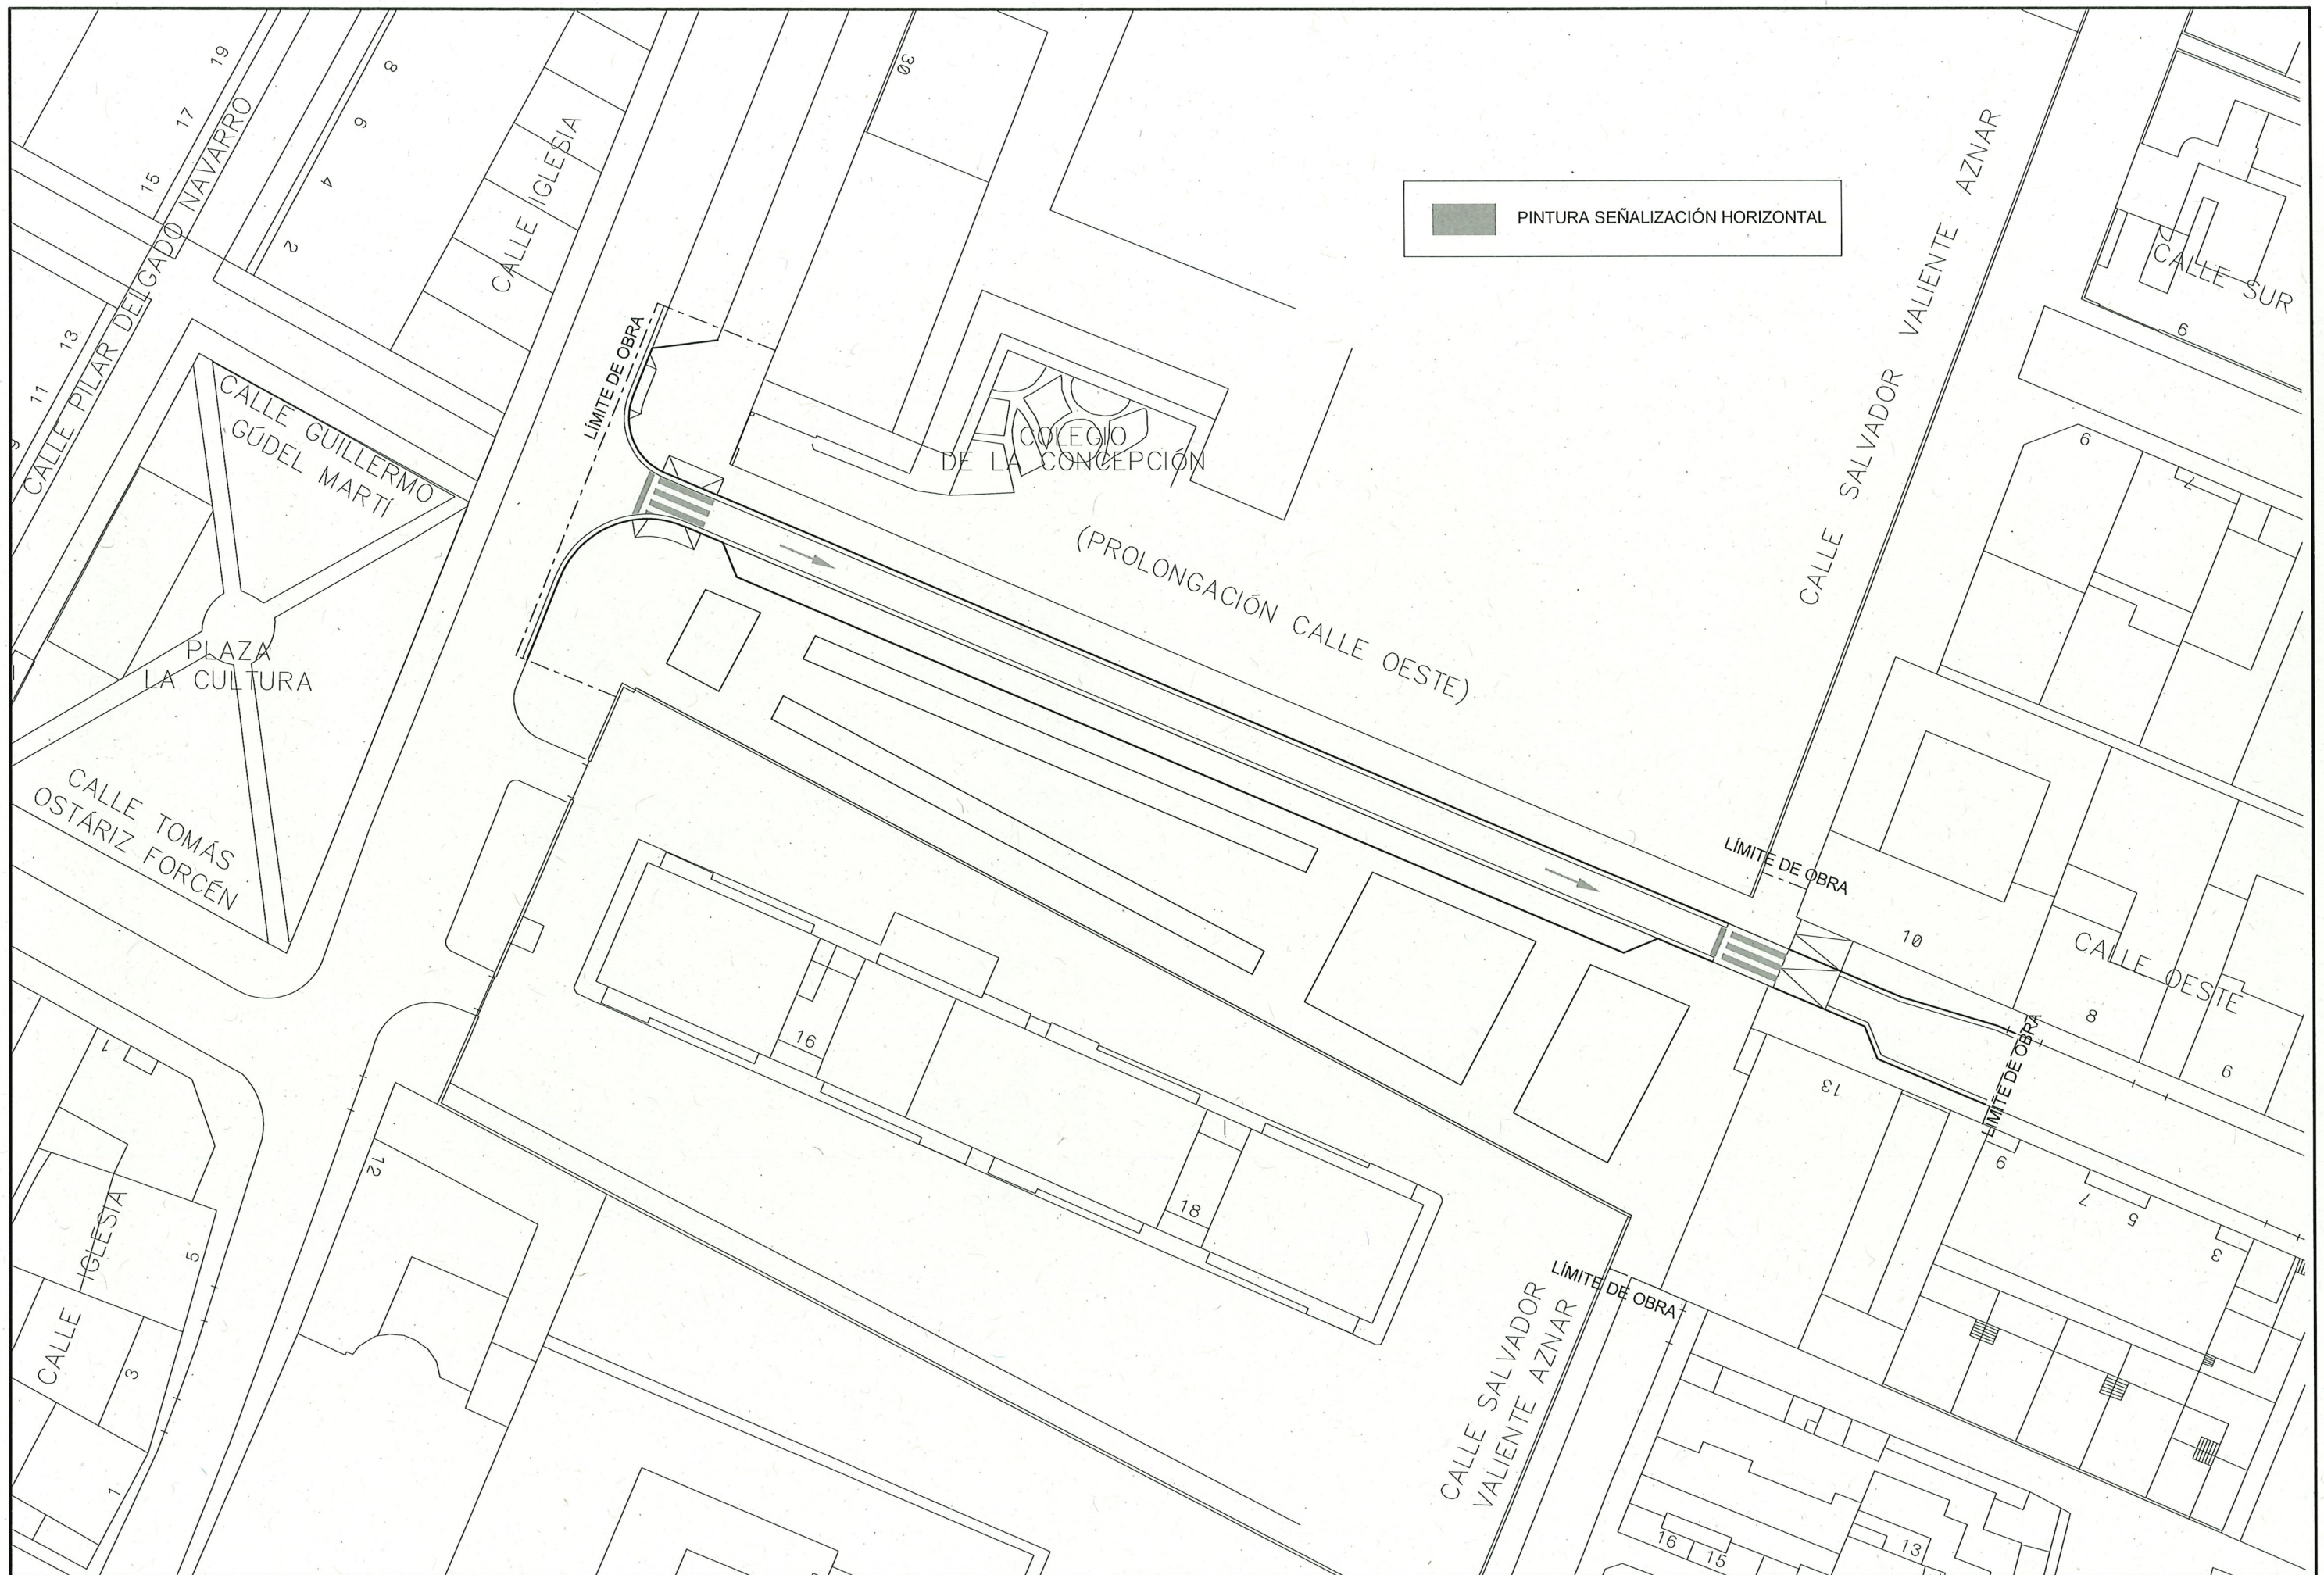 19
17
15
CALLE PILAR DELGADO NAVARRO
13
11
9
8
6
4
2
CALLE IGLESIA
30
LÍMITE DE OBRA
PINTURA SEÑALIZACIÓN HORIZONTAL
CALLE SALVADOR VALIENTE AZNAR
CALLE SUR
6
6
7
CALLE GUILLERMO
GÚDEL MARTÍ
COLEGIO
DE LA CONCEPCIÓN
(PROLONGACIÓN CALLE OESTE)
PLAZA
LA CULTURA
CALLE TOMÁS
OSTÁRIZ FORCÉN
LÍMITE DE OBRA
10
CALLE OESTE
8
6
LÍMITE DE OBRA
13
9
7
5
3
16
18
1
12
CALLE IGLESIA
5
3
1
LÍMITE DE OBRA
CALLE SALVADOR
VALIENTE AZNAR
16
15
13